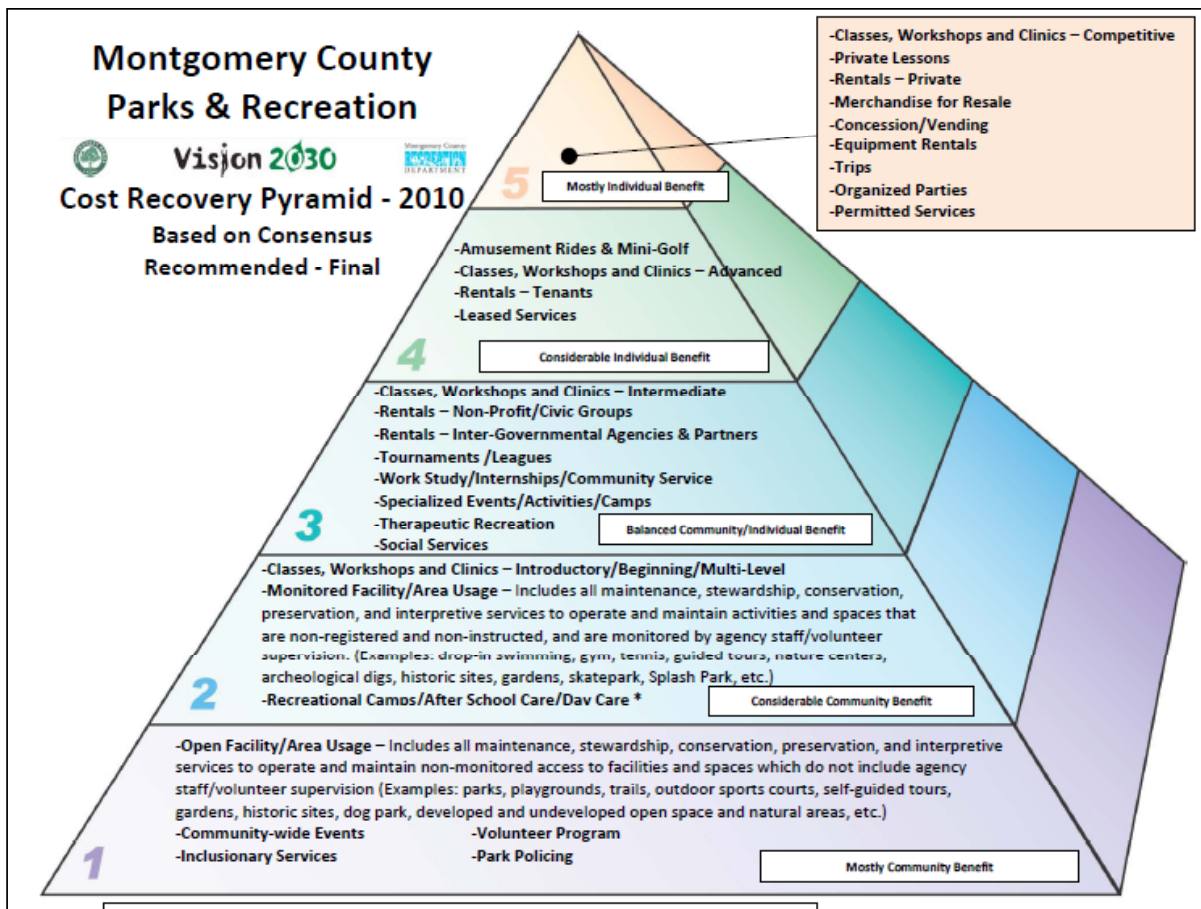 Montgomery County
Parks & Recreation
Vision 2030
Montgomery County
RECREATION
DEPARTMENT
Cost Recovery Pyramid - 2010
Based on Consensus
Recommended - Final
-Classes, Workshops and Clinics – Competitive
-Private Lessons
-Rentals – Private
-Merchandise for Resale
-Concession/Vending
-Equipment Rentals
-Trips
-Organized Parties
-Permitted Services
5
Mostly Individual Benefit
-Amusement Rides & Mini-Golf
-Classes, Workshops and Clinics – Advanced
-Rentals – Tenants
-Leased Services
4
Considerable Individual Benefit
-Classes, Workshops and Clinics – Intermediate
-Rentals – Non-Profit/Civic Groups
-Rentals – Inter-Governmental Agencies & Partners
-Tournaments /Leagues
-Work Study/Internships/Community Service
-Specialized Events/Activities/Camps
-Therapeutic Recreation
-Social Services
3
Balanced Community/Individual Benefit
-Classes, Workshops and Clinics – Introductory/Beginning/Multi-Level
-Monitored Facility/Area Usage – Includes all maintenance, stewardship, conservation,
preservation, and interpretive services to operate and maintain activities and spaces that
are non-registered and non-instructed, and are monitored by agency staff/volunteer
supervision. (Examples: drop-in swimming, gym, tennis, guided tours, nature centers,
archeological digs, historic sites, gardens, skatepark, Splash Park, etc.)
-Recreational Camps/After School Care/Day Care *
2
Considerable Community Benefit
-Open Facility/Area Usage – Includes all maintenance, stewardship, conservation, preservation, and interpretive
services to operate and maintain non-monitored access to facilities and spaces which do not include agency
staff/volunteer supervision (Examples: parks, playgrounds, trails, outdoor sports courts, self-guided tours,
gardens, historic sites, dog park, developed and undeveloped open space and natural areas, etc.)
-Community-wide Events -Volunteer Program
-Inclusionary Services -Park Policing
1
Mostly Community Benefit